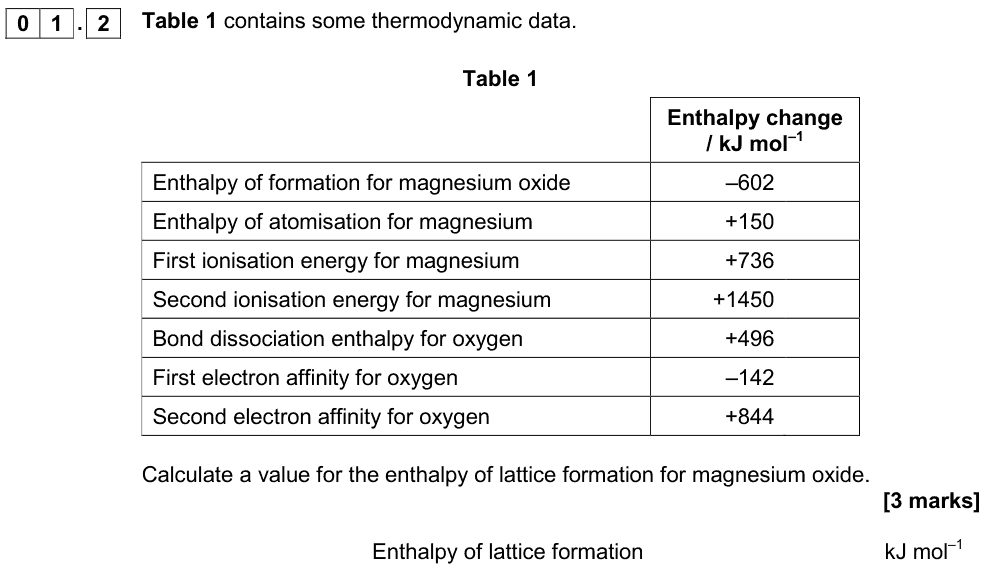 0 1 . 2 Table 1 contains some thermodynamic data.
Table 1
Enthalpy change
/ kJ mol⁻¹
Enthalpy of formation for magnesium oxide –602
Enthalpy of atomisation for magnesium +150
First ionisation energy for magnesium +736
Second ionisation energy for magnesium +1450
Bond dissociation enthalpy for oxygen +496
First electron affinity for oxygen –142
Second electron affinity for oxygen +844
Calculate a value for the enthalpy of lattice formation for magnesium oxide.
[3 marks]
Enthalpy of lattice formation kJ mol⁻¹